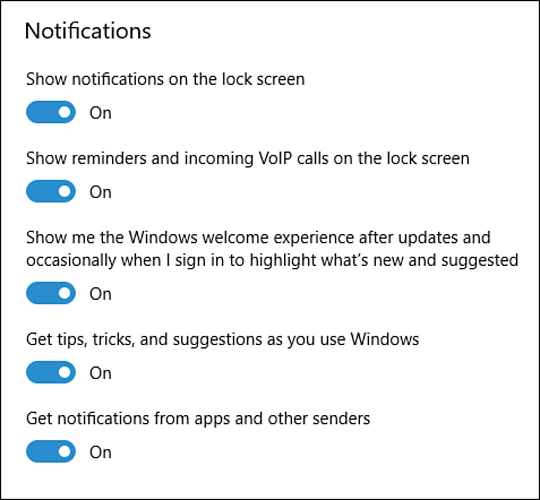 Notifications
Show notifications on the lock screen
On
Show reminders and incoming VoIP calls on the lock screen
On
Show me the Windows welcome experience after updates and
occasionally when I sign in to highlight what’s new and suggested
On
Get tips, tricks, and suggestions as you use Windows
On
Get notifications from apps and other senders
On